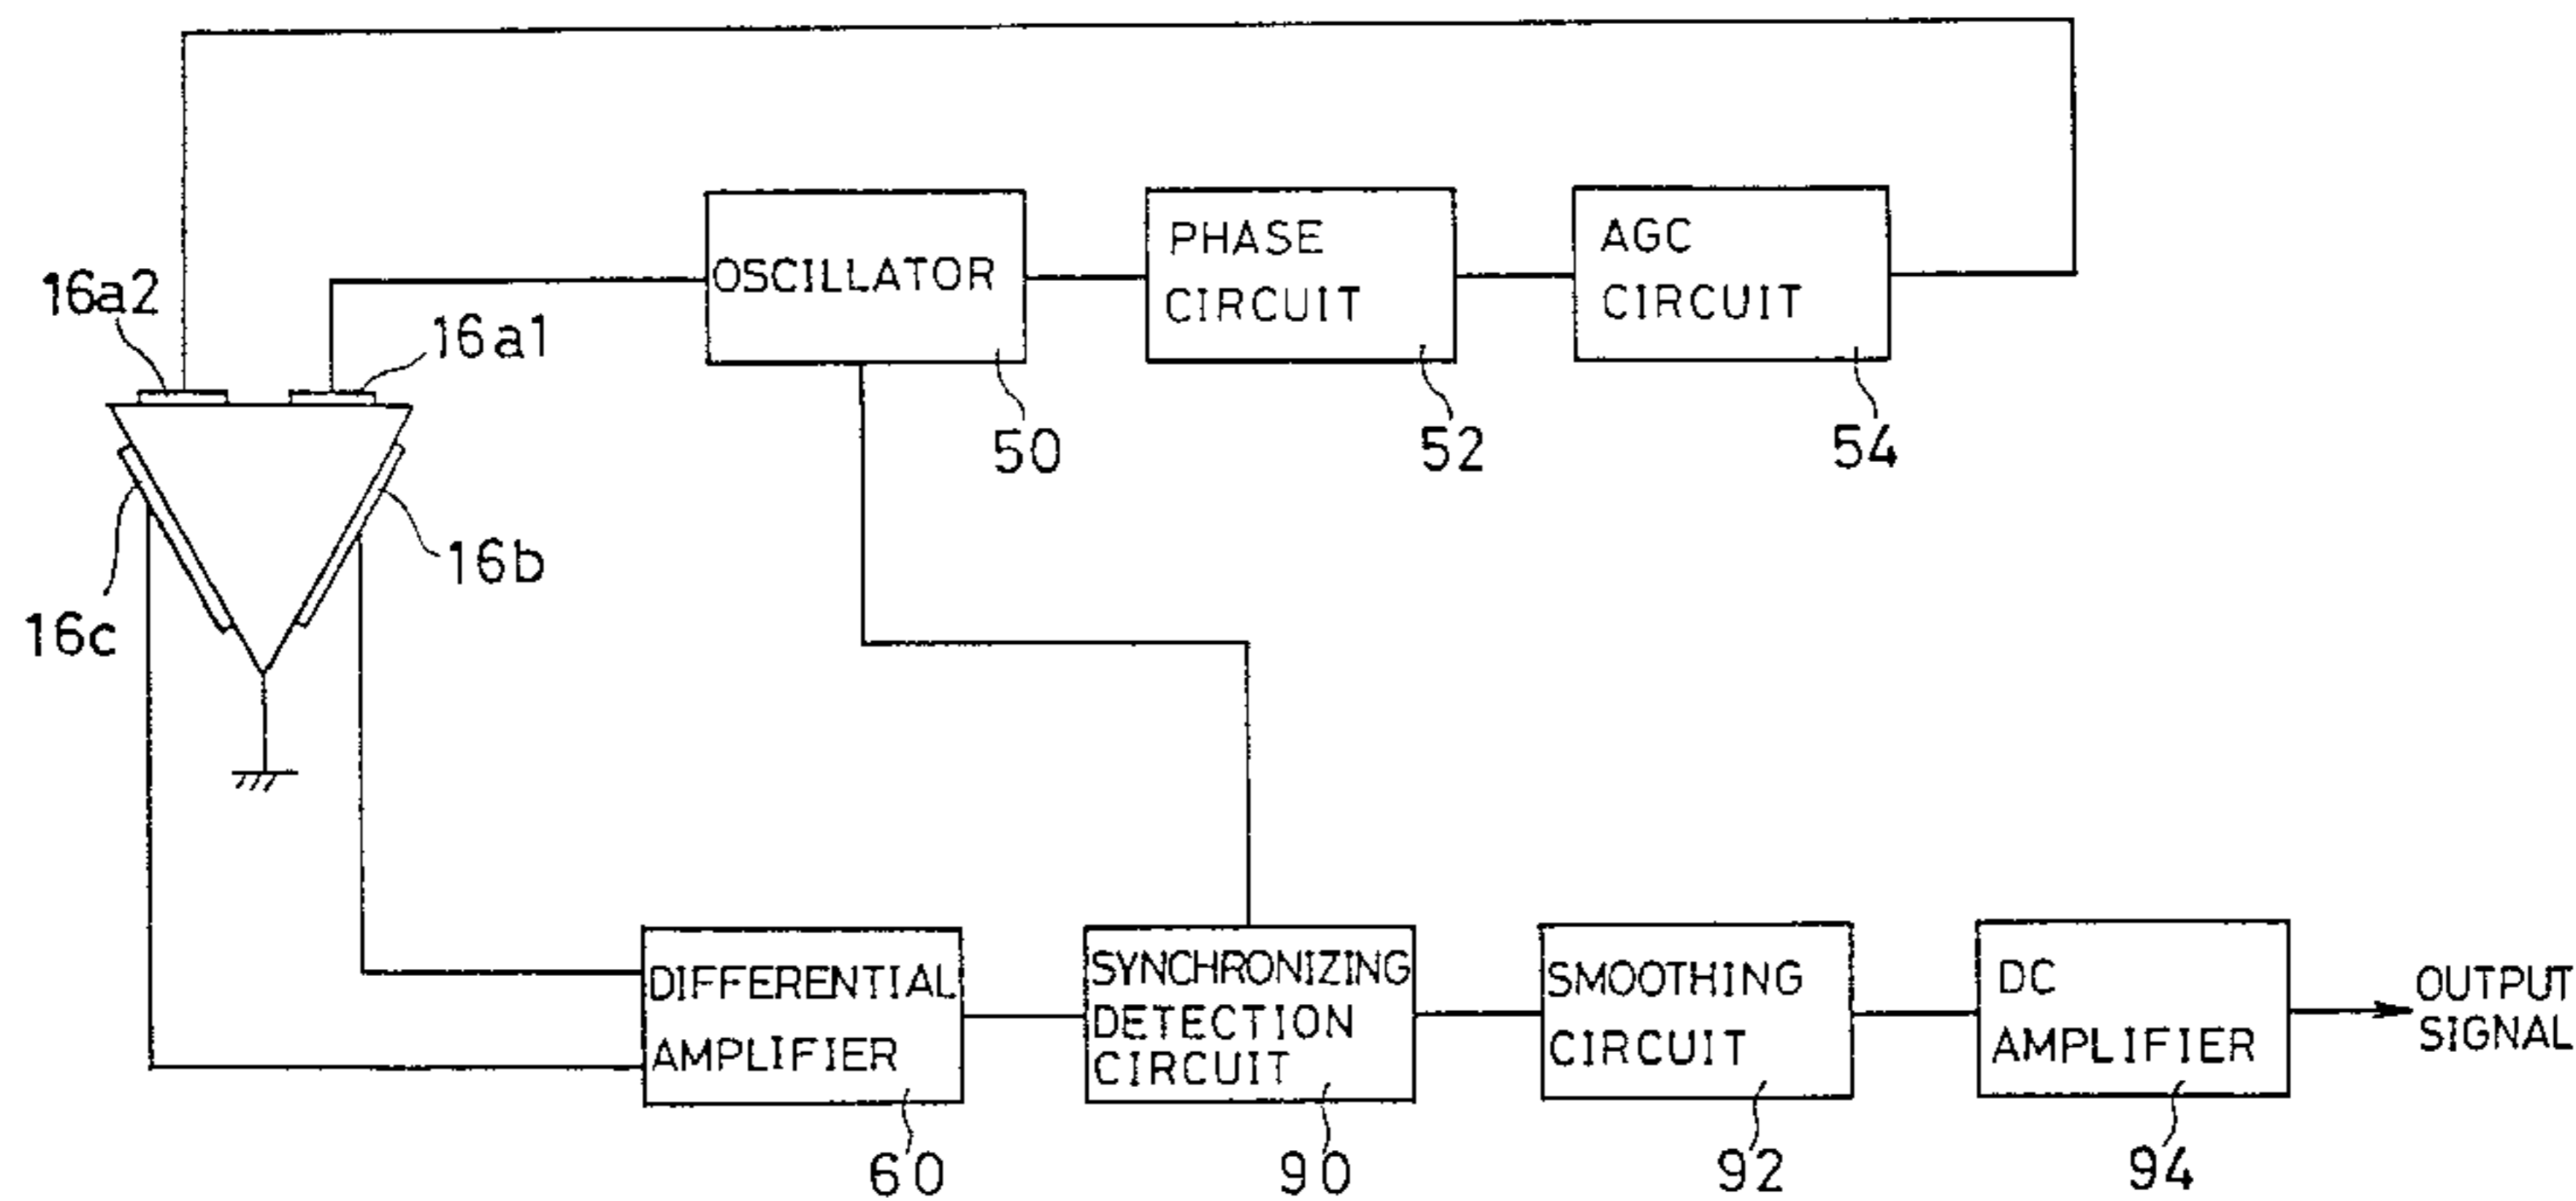 PHASE
CIRCUIT
AGC
CIRCUIT
OSCILLATOR
16a2
16a1
50
52
54
16b
16c
DIFFERENTIAL
AMPLIFIER
SYNCHRONIZING
DETECTION
CIRCUIT
SMOOTHING
CIRCUIT
DC
AMPLIFIER
OUTPUT
SIGNAL
60
90
92
94